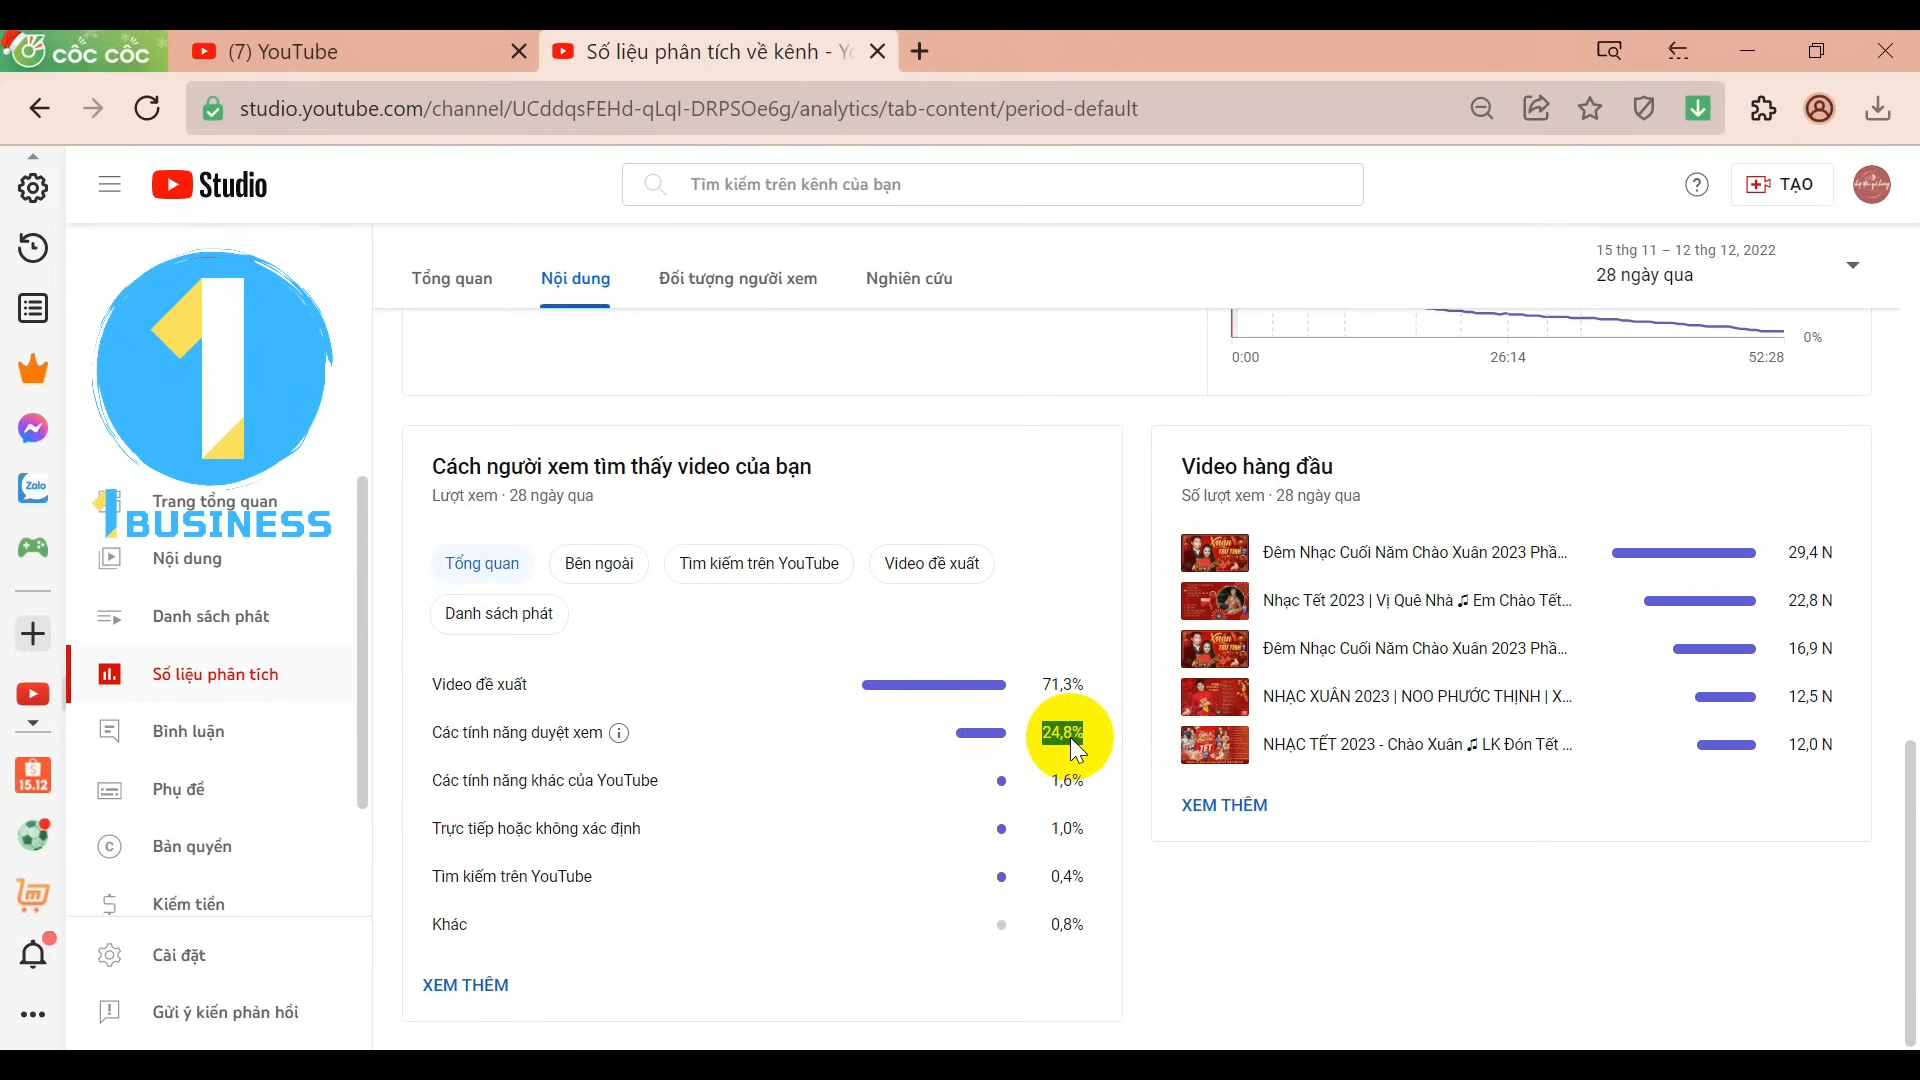 cốc cốc
(7) YouTube
Số liệu phân tích về kênh - Yo
studio.youtube.com/channel/UCddqsFEHd-qLqI-DRPSOe6g/analytics/tab-content/period-default
Studio
Tìm kiếm trên kênh của bạn
TẠO
Tổng quan
Nội dung
Đối tượng người xem
Nghiên cứu
15 thg 11 – 12 thg 12, 2022
28 ngày qua
0%
0:00
26:14
52:28
Zalo
15.12
1
1BUSINESS
Trang tổng quan
Nội dung
Danh sách phát
Số liệu phân tích
Bình luận
Phụ đề
Bản quyền
Kiếm tiền
Cài đặt
Gửi ý kiến phản hồi
Cách người xem tìm thấy video của bạn
Lượt xem · 28 ngày qua
Tổng quan
Bên ngoài
Tìm kiếm trên YouTube
Video đề xuất
Danh sách phát
Video đề xuất 71,3%
Các tính năng duyệt xem 24,8%
Các tính năng khác của YouTube 1,6%
Trực tiếp hoặc không xác định 1,0%
Tìm kiếm trên YouTube 0,4%
Khác 0,8%
XEM THÊM
Video hàng đầu
Số lượt xem · 28 ngày qua
Đêm Nhạc Cuối Năm Chào Xuân 2023 Phầ... 29,4 N
Nhạc Tết 2023 | Vị Quê Nhà ♫ Em Chào Tết... 22,8 N
Đêm Nhạc Cuối Năm Chào Xuân 2023 Phầ... 16,9 N
NHẠC XUÂN 2023 | NOO PHƯỚC THỊNH | X... 12,5 N
NHẠC TẾT 2023 - Chào Xuân ♫ LK Đón Tết ... 12,0 N
XEM THÊM